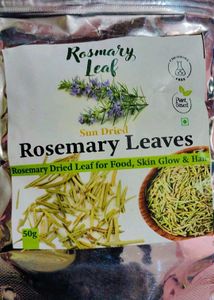 Rosmary
Leaf
Plant
Based
Sun Dried
Rosemary Leaves
Rosemary Dried Leaf for Food, Skin Glow & Hair
50g